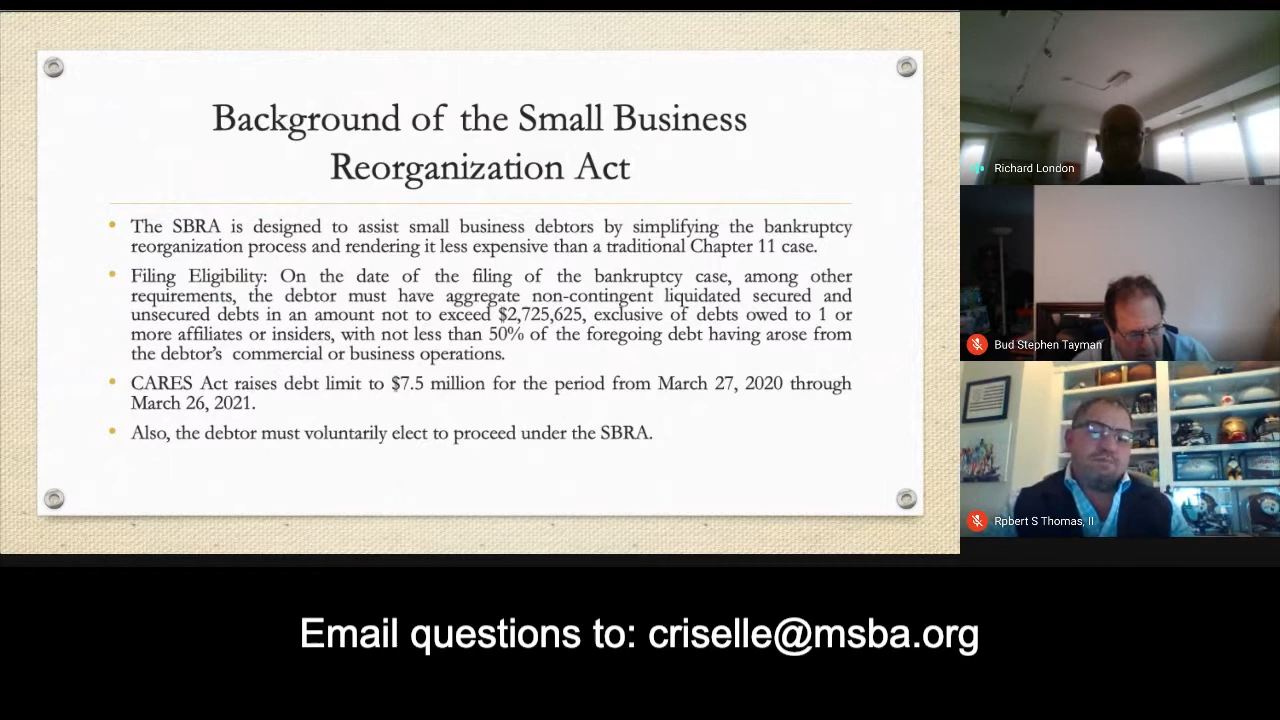 Background of the Small Business
Reorganization Act
• The SBRA is designed to assist small business debtors by simplifying the bankruptcy
reorganization process and rendering it less expensive than a traditional Chapter 11 case.
• Filing Eligibility: On the date of the filing of the bankruptcy case, among other
requirements, the debtor must have aggregate non-contingent liquidated secured and
unsecured debts in an amount not to exceed $2,725,625, exclusive of debts owed to 1 or
more affiliates or insiders, with not less than 50% of the foregoing debt having arose from
the debtor's commercial or business operations.
• CARES Act raises debt limit to $7.5 million for the period from March 27, 2020 through
March 26, 2021.
• Also, the debtor must voluntarily elect to proceed under the SBRA.
Richard London
Bud Stephen Tayman
Rpbert S Thomas, II
Email questions to: criselle@msba.org